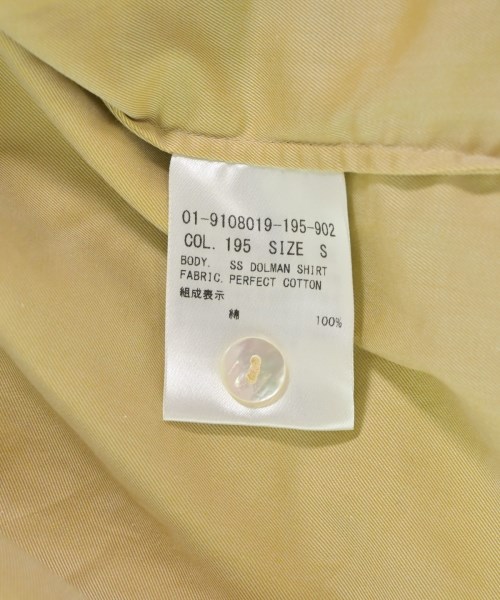 01-9108019-195-902
COL. 195 SIZE S
BODY. SS DOLMAN SHIRT
FABRIC. PERFECT COTTON
組成表示
綿 100%